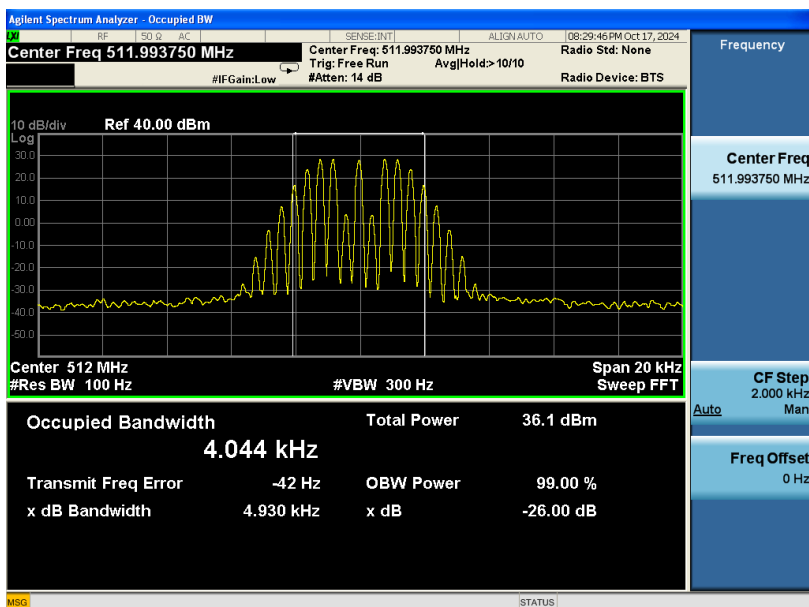 Agilent Spectrum Analyzer - Occupied BW
LXI RF 50 Ω AC SENSE:INT ALIGN AUTO 08:29:46 PM Oct 17, 2024
Center Freq 511.993750 MHz
Center Freq: 511.993750 MHz
Radio Std: None
Trig: Free Run Avg|Hold:>10/10
#IFGain:Low
#Atten: 14 dB
Radio Device: BTS
10 dB/div Ref 40.00 dBm
Log
30.0
20.0
10.0
0.00
-10.0
-20.0
-30.0
-40.0
-50.0
Center 512 MHz Span 20 kHz
#Res BW 100 Hz #VBW 300 Hz Sweep FFT
Occupied Bandwidth Total Power 36.1 dBm
4.044 kHz
Transmit Freq Error -42 Hz OBW Power 99.00 %
x dB Bandwidth 4.930 kHz x dB -26.00 dB
Frequency
Center Freq
511.993750 MHz
CF Step
2.000 kHz
Auto Man
Freq Offset
0 Hz
MSG STATUS